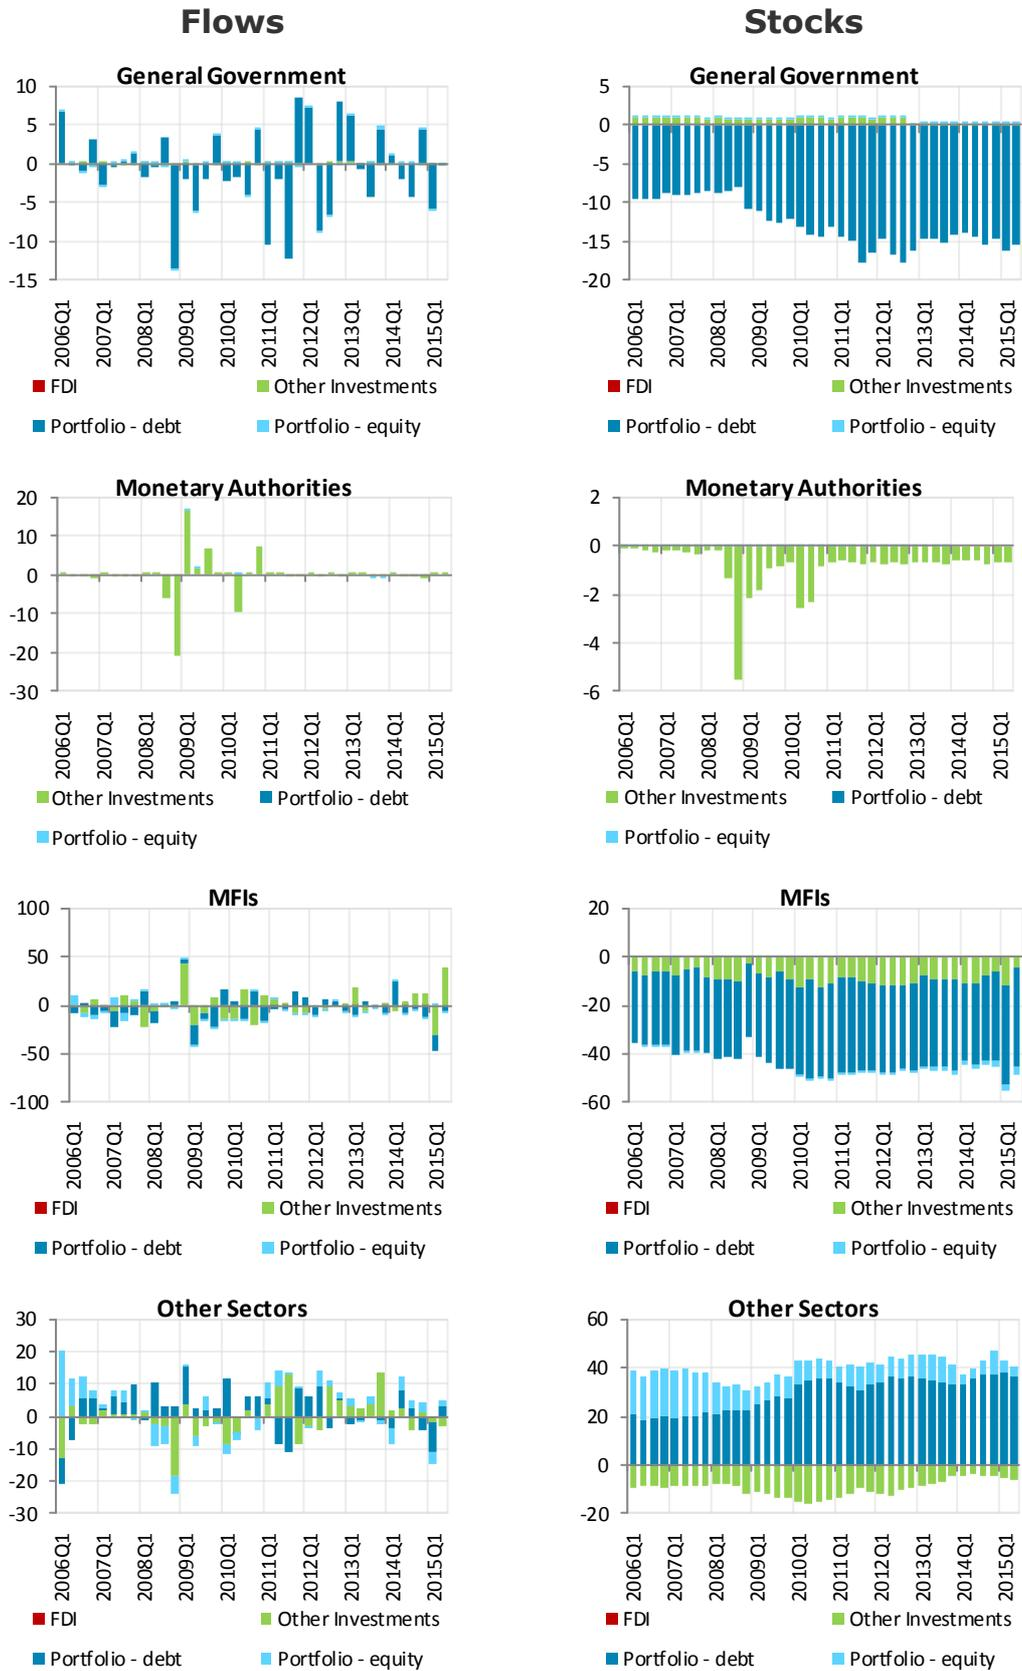 Flows
Stocks
General Government
10
5
0
-5
-10
-15
2006Q1
2007Q1
2008Q1
2009Q1
2010Q1
2011Q1
2012Q1
2013Q1
2014Q1
2015Q1
FDI
Other Investments
Portfolio - debt
Portfolio - equity
General Government
5
0
-5
-10
-15
-20
2006Q1
2007Q1
2008Q1
2009Q1
2010Q1
2011Q1
2012Q1
2013Q1
2014Q1
2015Q1
FDI
Other Investments
Portfolio - debt
Portfolio - equity
Monetary Authorities
20
10
0
-10
-20
-30
2006Q1
2007Q1
2008Q1
2009Q1
2010Q1
2011Q1
2012Q1
2013Q1
2014Q1
2015Q1
Other Investments
Portfolio - debt
Portfolio - equity
Monetary Authorities
2
0
-2
-4
-6
2006Q1
2007Q1
2008Q1
2009Q1
2010Q1
2011Q1
2012Q1
2013Q1
2014Q1
2015Q1
Other Investments
Portfolio - debt
Portfolio - equity
MFIs
100
50
0
-50
-100
2006Q1
2007Q1
2008Q1
2009Q1
2010Q1
2011Q1
2012Q1
2013Q1
2014Q1
2015Q1
FDI
Other Investments
Portfolio - debt
Portfolio - equity
MFIs
20
0
-20
-40
-60
2006Q1
2007Q1
2008Q1
2009Q1
2010Q1
2011Q1
2012Q1
2013Q1
2014Q1
2015Q1
FDI
Other Investments
Portfolio - debt
Portfolio - equity
Other Sectors
30
20
10
0
-10
-20
-30
2006Q1
2007Q1
2008Q1
2009Q1
2010Q1
2011Q1
2012Q1
2013Q1
2014Q1
2015Q1
FDI
Other Investments
Portfolio - debt
Portfolio - equity
Other Sectors
60
40
20
0
-20
2006Q1
2007Q1
2008Q1
2009Q1
2010Q1
2011Q1
2012Q1
2013Q1
2014Q1
2015Q1
FDI
Other Investments
Portfolio - debt
Portfolio - equity